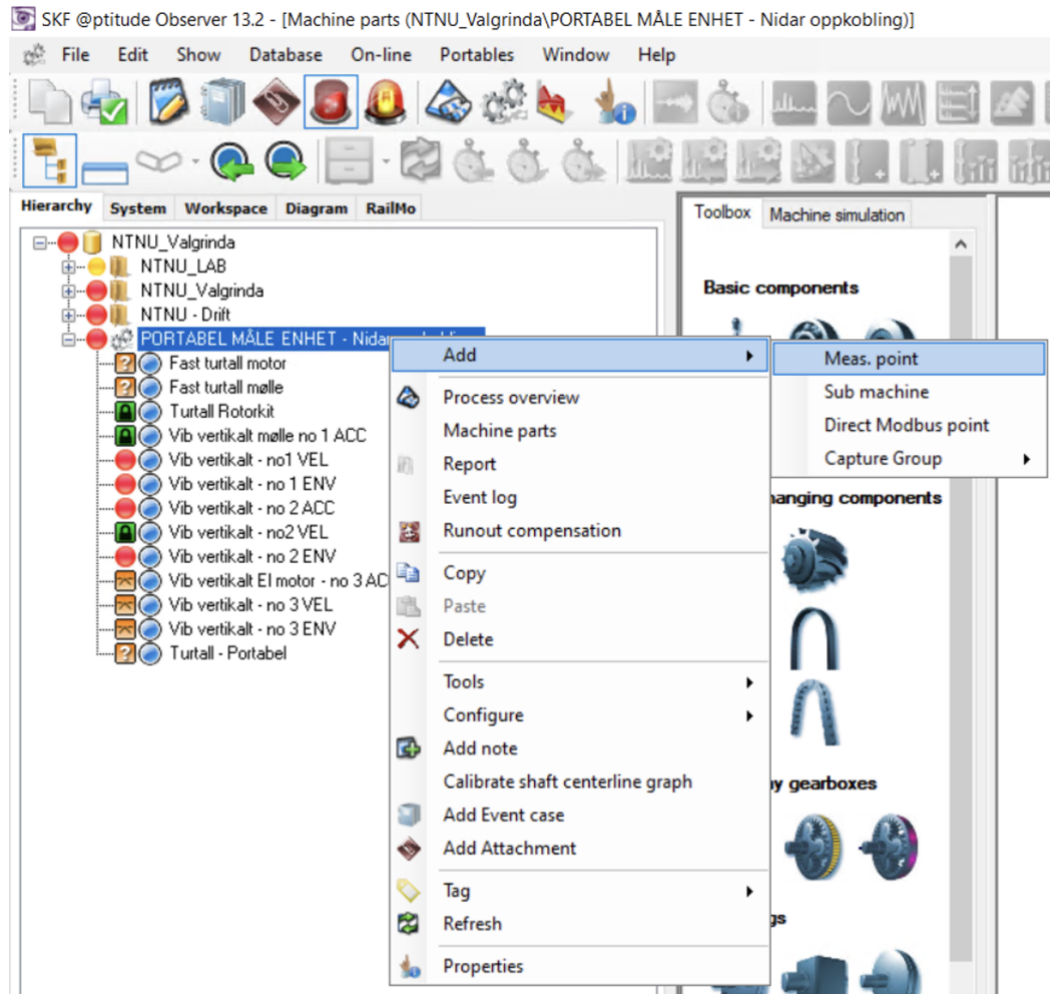 SKF @ptitude Observer 13.2 - [Machine parts (NTNU_Valgrinda\PORTABEL MÅLE ENHET - Nidar oppkobling)]
File Edit Show Database On-line Portables Window Help
Hierarchy System Workspace Diagram RailMo
NTNU_Valgrinda
NTNU_LAB
NTNU_Valgrinda
NTNU - Drift
PORTABEL MÅLE ENHET - Nidar
Fast turtall motor
Fast turtall mølle
Turtall Rotorkit
Vib vertikalt mølle no 1 ACC
Vib vertikalt - no1 VEL
Vib vertikalt - no 1 ENV
Vib vertikalt - no 2 ACC
Vib vertikalt - no2 VEL
Vib vertikalt - no 2 ENV
Vib vertikalt El motor - no 3 AC
Vib vertikalt - no 3 VEL
Vib vertikalt - no 3 ENV
Turtall - Portabel
Add
Process overview
Machine parts
Report
Event log
Runout compensation
Copy
Paste
Delete
Tools
Configure
Add note
Calibrate shaft centerline graph
Add Event case
Add Attachment
Tag
Refresh
Properties
Meas. point
Sub machine
Direct Modbus point
Capture Group
Toolbox Machine simulation
Basic components
hanging components
y gearboxes
gs